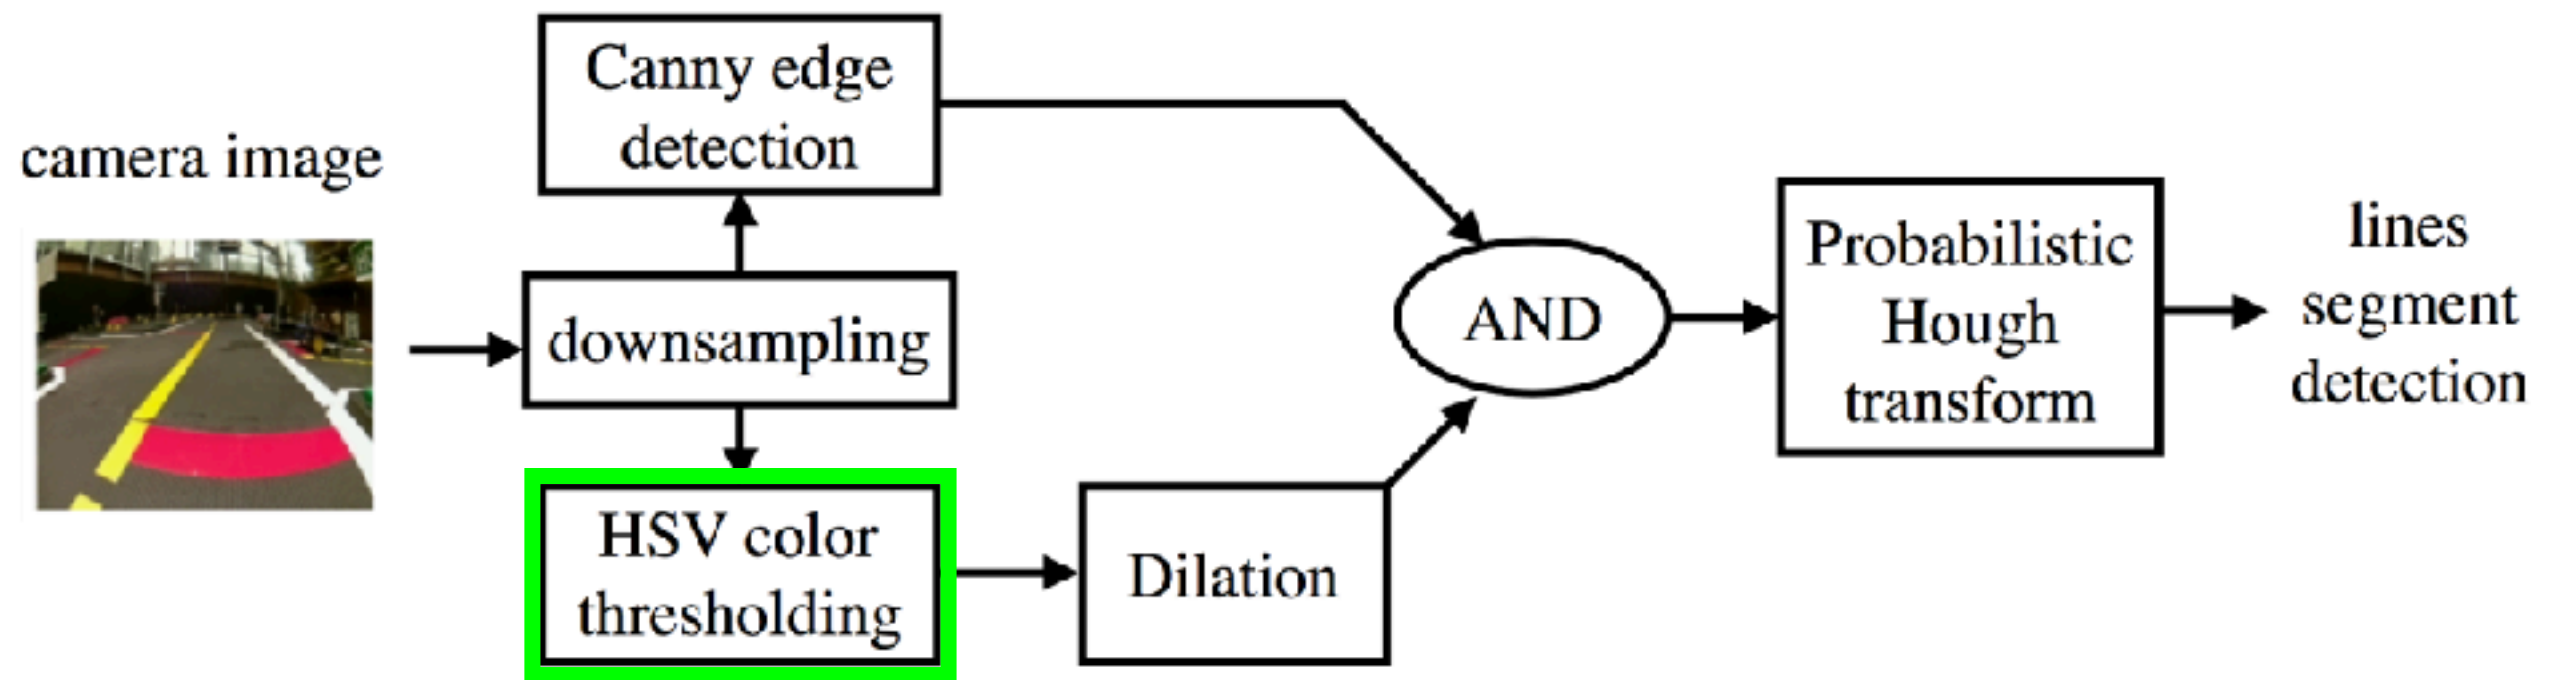 camera image
Canny edge
detection
downsampling
HSV color
thresholding
Dilation
AND
Probabilistic
Hough
transform
lines
segment
detection